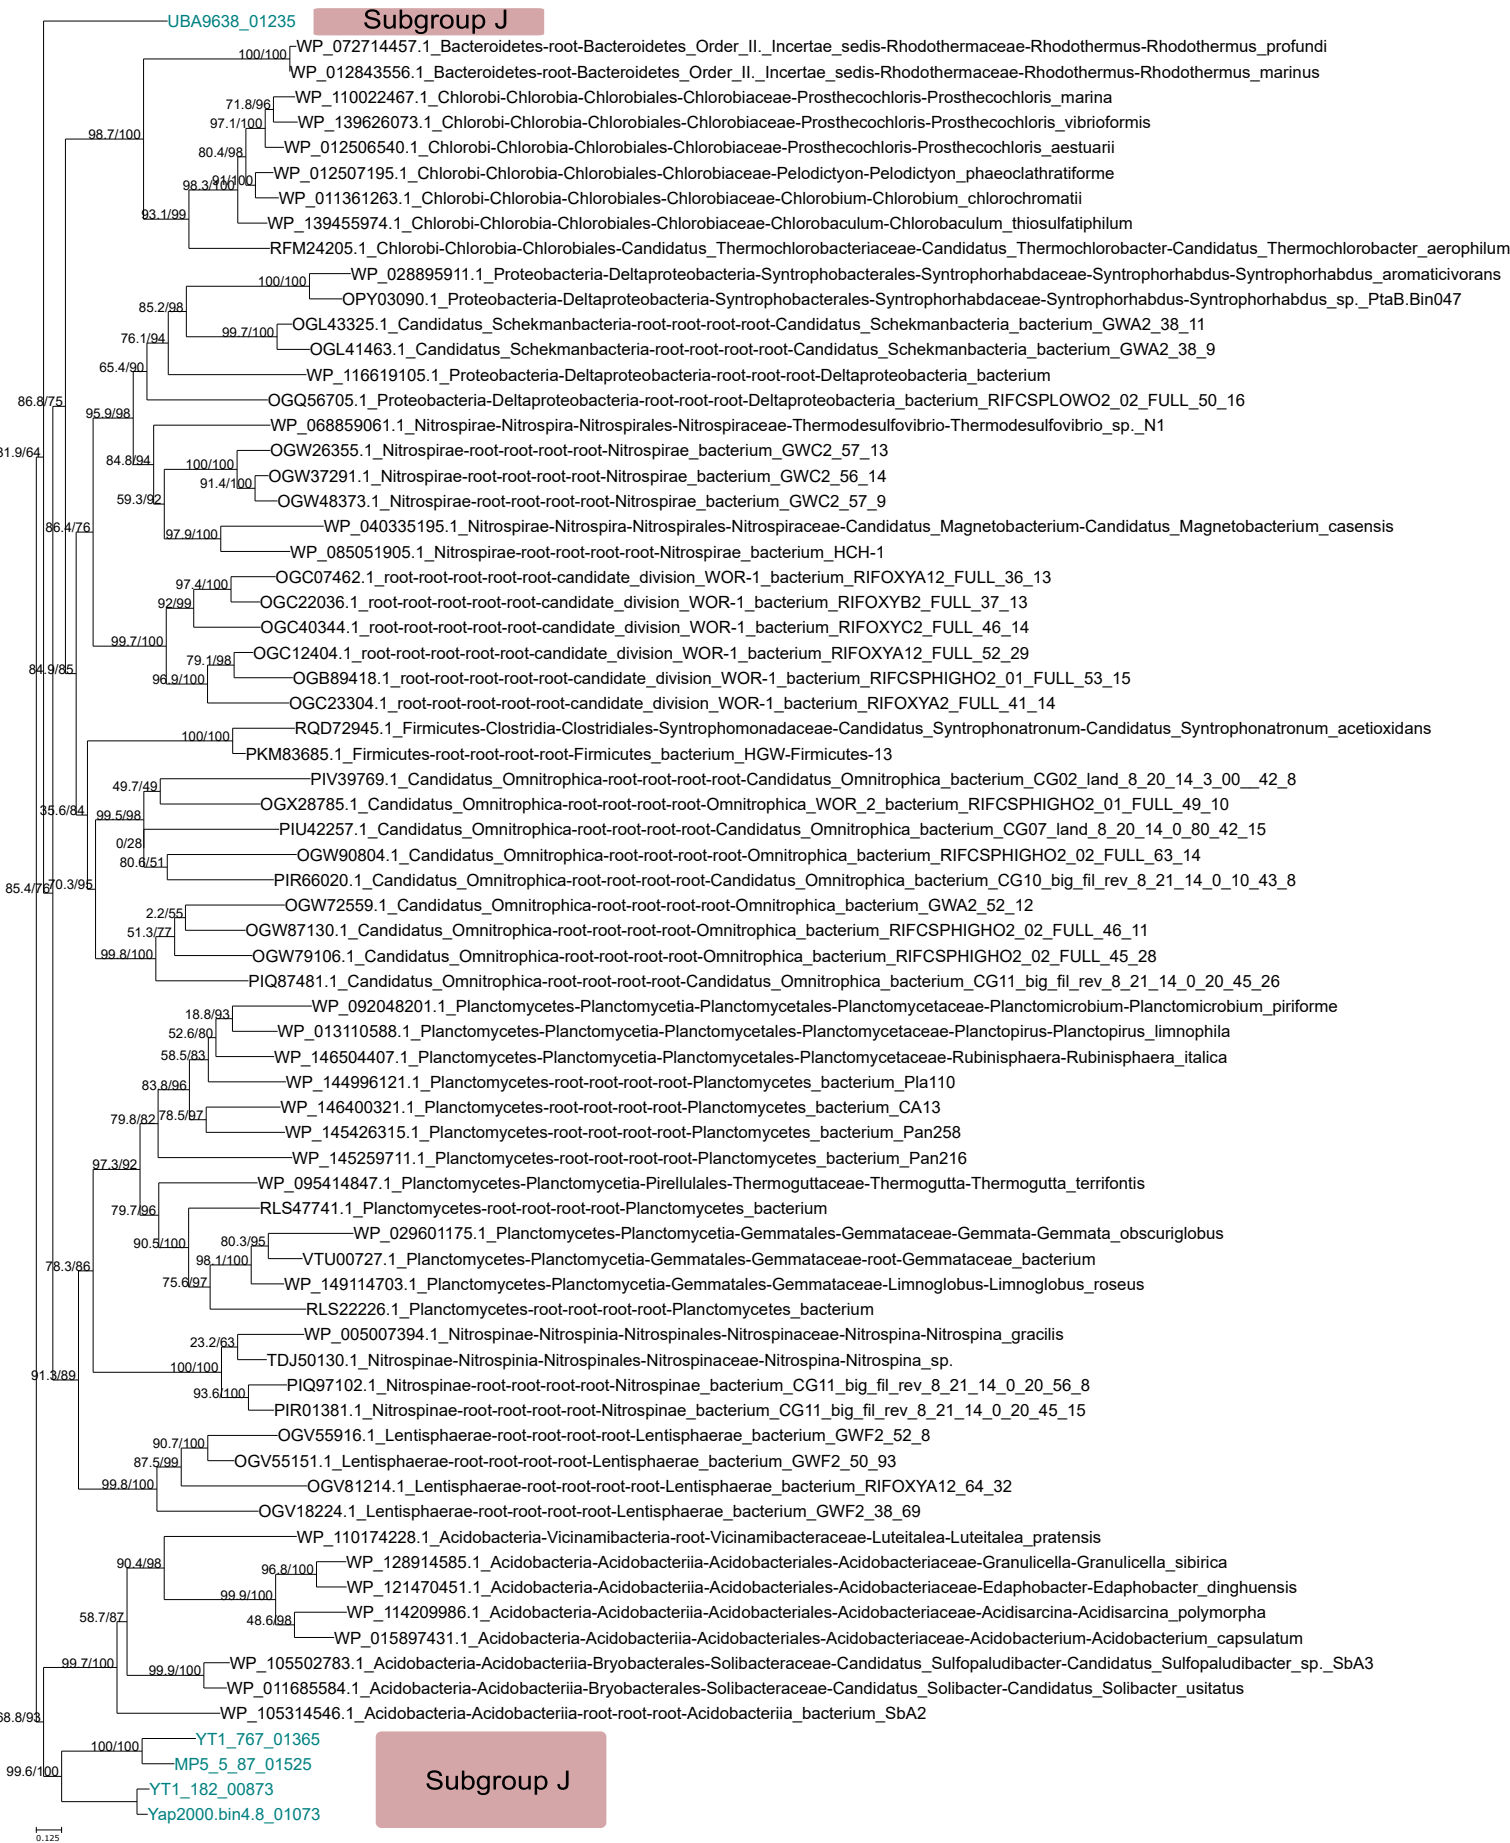 UBA9638_01235 Subgroup J
WP_072714457.1_Bacteroidetes-root-Bacteroidetes_Order_II._Incertae_sedis-Rhodothermaceae-Rhodothermus-Rhodothermus_profundi
100/100
WP_012843556.1_Bacteroidetes-root-Bacteroidetes_Order_II._Incertae_sedis-Rhodothermaceae-Rhodothermus-Rhodothermus_marinus
WP_110022467.1_Chlorobi-Chlorobia-Chlorobiales-Chlorobiaceae-Prosthecochloris-Prosthecochloris_marina
71.8/96
WP_139626073.1_Chlorobi-Chlorobia-Chlorobiales-Chlorobiaceae-Prosthecochloris-Prosthecochloris_vibrioformis
97.1/100
98.7/100
WP_012506540.1_Chlorobi-Chlorobia-Chlorobiales-Chlorobiaceae-Prosthecochloris-Prosthecochloris_aestuarii
80.4/98
WP_012507195.1_Chlorobi-Chlorobia-Chlorobiales-Chlorobiaceae-Pelodictyon-Pelodictyon_phaeoclathratiforme
91/100
98.3/100
WP_011361263.1_Chlorobi-Chlorobia-Chlorobiales-Chlorobiaceae-Chlorobium-Chlorobium_chlorochromatii
93.1/99
WP_139455974.1_Chlorobi-Chlorobia-Chlorobiales-Chlorobiaceae-Chlorobaculum-Chlorobaculum_thiosulfatiphilum
RFM24205.1_Chlorobi-Chlorobia-Chlorobiales-Candidatus_Thermochlorobacteriaceae-Candidatus_Thermochlorobacter-Candidatus_Thermochlorobacter_aerophilum
WP_028895911.1_Proteobacteria-Deltaproteobacteria-Syntrophobacterales-Syntrophorhabdaceae-Syntrophorhabdus-Syntrophorhabdus_aromaticivorans
100/100
OPY03090.1_Proteobacteria-Deltaproteobacteria-Syntrophobacterales-Syntrophorhabdaceae-Syntrophorhabdus-Syntrophorhabdus_sp._PtaB.Bin047
85.2/98
OGL43325.1_Candidatus_Schekmanbacteria-root-root-root-root-Candidatus_Schekmanbacteria_bacterium_GWA2_38_11
99.7/100
76.1/94
OGL41463.1_Candidatus_Schekmanbacteria-root-root-root-root-Candidatus_Schekmanbacteria_bacterium_GWA2_38_9
65.4/90
WP_116619105.1_Proteobacteria-Deltaproteobacteria-root-root-root-Deltaproteobacteria_bacterium
86.8/75
OGQ56705.1_Proteobacteria-Deltaproteobacteria-root-root-root-Deltaproteobacteria_bacterium_RIFCSPLOWO2_02_FULL_50_16
95.9/98
WP_068859061.1_Nitrospirae-Nitrospira-Nitrospirales-Nitrospiraceae-Thermodesulfovibrio-Thermodesulfovibrio_sp._N1
OGW26355.1_Nitrospirae-root-root-root-root-Nitrospirae_bacterium_GWC2_57_13
84.8/94
100/100
OGW37291.1_Nitrospirae-root-root-root-root-Nitrospirae_bacterium_GWC2_56_14
91.4/100
59.3/92
OGW48373.1_Nitrospirae-root-root-root-root-Nitrospirae_bacterium_GWC2_57_9
86.4/76
WP_040335195.1_Nitrospirae-Nitrospira-Nitrospirales-Nitrospiraceae-Candidatus_Magnetobacterium-Candidatus_Magnetobacterium_casensis
97.9/100
WP_085051905.1_Nitrospirae-root-root-root-root-Nitrospirae_bacterium_HCH-1
OGC07462.1_root-root-root-root-root-candidate_division_WOR-1_bacterium_RIFOXYA12_FULL_36_13
97.4/100
OGC22036.1_root-root-root-root-root-candidate_division_WOR-1_bacterium_RIFOXYB2_FULL_37_13
92/99
OGC40344.1_root-root-root-root-root-candidate_division_WOR-1_bacterium_RIFOXYC2_FULL_46_14
99.7/100
OGC12404.1_root-root-root-root-root-candidate_division_WOR-1_bacterium_RIFOXYA12_FULL_52_29
79.1/98
84.9/85
OGB89418.1_root-root-root-root-root-candidate_division_WOR-1_bacterium_RIFCSPHIGHO2_01_FULL_53_15
96.9/100
OGC23304.1_root-root-root-root-root-candidate_division_WOR-1_bacterium_RIFOXYA2_FULL_41_14
RQD72945.1_Firmicutes-Clostridia-Clostridiales-Syntrophomonadaceae-Candidatus_Syntrophonatronum-Candidatus_Syntrophonatronum_acetioxidans
100/100
PKM83685.1_Firmicutes-root-root-root-root-Firmicutes_bacterium_HGW-Firmicutes-13
PIV39769.1_Candidatus_Omnitrophica-root-root-root-root-Candidatus_Omnitrophica_bacterium_CG02_land_8_20_14_3_00__42_8
49.7/49
OGX28785.1_Candidatus_Omnitrophica-root-root-root-root-Omnitrophica_WOR_2_bacterium_RIFCSPHIGHO2_01_FULL_49_10
35.6/84
99.5/98
PIU42257.1_Candidatus_Omnitrophica-root-root-root-root-Candidatus_Omnitrophica_bacterium_CG07_land_8_20_14_0_80_42_15
0/28
OGW90804.1_Candidatus_Omnitrophica-root-root-root-root-Omnitrophica_bacterium_RIFCSPHIGHO2_02_FULL_63_14
80.6/51
PIR66020.1_Candidatus_Omnitrophica-root-root-root-root-Candidatus_Omnitrophica_bacterium_CG10_big_fil_rev_8_21_14_0_10_43_8
85.4/76
70.3/95
OGW72559.1_Candidatus_Omnitrophica-root-root-root-root-Omnitrophica_bacterium_GWA2_52_12
2.2/55
OGW87130.1_Candidatus_Omnitrophica-root-root-root-root-Omnitrophica_bacterium_RIFCSPHIGHO2_02_FULL_46_11
51.3/77
OGW79106.1_Candidatus_Omnitrophica-root-root-root-root-Omnitrophica_bacterium_RIFCSPHIGHO2_02_FULL_45_28
99.8/100
PIQ87481.1_Candidatus_Omnitrophica-root-root-root-root-Candidatus_Omnitrophica_bacterium_CG11_big_fil_rev_8_21_14_0_20_45_26
WP_092048201.1_Planctomycetes-Planctomycetia-Planctomycetales-Planctomycetaceae-Planctomicrobium-Planctomicrobium_piriforme
18.8/93
WP_013110588.1_Planctomycetes-Planctomycetia-Planctomycetales-Planctomycetaceae-Planctopirus-Planctopirus_limnophila
52.6/80
58.5/83
WP_146504407.1_Planctomycetes-Planctomycetia-Planctomycetales-Planctomycetaceae-Rubinisphaera-Rubinisphaera_italica
83.8/96
WP_144996121.1_Planctomycetes-root-root-root-root-Planctomycetes_bacterium_Pla110
WP_146400321.1_Planctomycetes-root-root-root-root-Planctomycetes_bacterium_CA13
79.8/82
78.5/97
WP_145426315.1_Planctomycetes-root-root-root-root-Planctomycetes_bacterium_Pan258
WP_145259711.1_Planctomycetes-root-root-root-root-Planctomycetes_bacterium_Pan216
97.3/92
WP_095414847.1_Planctomycetes-Planctomycetia-Pirellulales-Thermoguttaceae-Thermogutta-Thermogutta_terrifontis
79.7/96
RLS47741.1_Planctomycetes-root-root-root-root-Planctomycetes_bacterium
WP_029601175.1_Planctomycetes-Planctomycetia-Gemmatales-Gemmataceae-Gemmata-Gemmata_obscuriglobus
90.5/100
80.3/95
VTU00727.1_Planctomycetes-Planctomycetia-Gemmatales-Gemmataceae-root-Gemmataceae_bacterium
98.1/100
78.3/86
WP_149114703.1_Planctomycetes-Planctomycetia-Gemmatales-Gemmataceae-Limnoglobus-Limnoglobus_roseus
75.6/97
RLS22226.1_Planctomycetes-root-root-root-root-Planctomycetes_bacterium
WP_005007394.1_Nitrospinae-Nitrospinia-Nitrospinales-Nitrospinaceae-Nitrospina-Nitrospina_gracilis
23.2/63
TDJ50130.1_Nitrospinae-Nitrospinia-Nitrospinales-Nitrospinaceae-Nitrospina-Nitrospina_sp.
100/100
91.3/89
PIQ97102.1_Nitrospinae-root-root-root-root-Nitrospinae_bacterium_CG11_big_fil_rev_8_21_14_0_20_56_8
93.6/100
PIR01381.1_Nitrospinae-root-root-root-root-Nitrospinae_bacterium_CG11_big_fil_rev_8_21_14_0_20_45_15
OGV55916.1_Lentisphaerae-root-root-root-root-Lentisphaerae_bacterium_GWF2_52_8
90.7/100
OGV55151.1_Lentisphaerae-root-root-root-root-Lentisphaerae_bacterium_GWF2_50_93
87.5/99
OGV81214.1_Lentisphaerae-root-root-root-root-Lentisphaerae_bacterium_RIFOXYA12_64_32
99.8/100
OGV18224.1_Lentisphaerae-root-root-root-root-Lentisphaerae_bacterium_GWF2_38_69
WP_110174228.1_Acidobacteria-Vicinamibacteria-root-Vicinamibacteraceae-Luteitalea-Luteitalea_pratensis
90.4/98
WP_128914585.1_Acidobacteria-Acidobacteriia-Acidobacteriales-Acidobacteriaceae-Granulicella-Granulicella_sibirica
96.8/100
WP_121470451.1_Acidobacteria-Acidobacteriia-Acidobacteriales-Acidobacteriaceae-Edaphobacter-Edaphobacter_dinghuensis
99.9/100
WP_114209986.1_Acidobacteria-Acidobacteriia-Acidobacteriales-Acidobacteriaceae-Acidisarcina-Acidisarcina_polymorpha
58.7/87
48.6/98
WP_015897431.1_Acidobacteria-Acidobacteriia-Acidobacteriales-Acidobacteriaceae-Acidobacterium-Acidobacterium_capsulatum
99.7/100
WP_105502783.1_Acidobacteria-Acidobacteriia-Bryobacterales-Solibacteraceae-Candidatus_Sulfopaludibacter-Candidatus_Sulfopaludibacter_sp._SbA3
99.9/100
WP_011685584.1_Acidobacteria-Acidobacteriia-Bryobacterales-Solibacteraceae-Candidatus_Solibacter-Candidatus_Solibacter_usitatus
WP_105314546.1_Acidobacteria-Acidobacteriia-root-root-root-Acidobacteriia_bacterium_SbA2
YT1_767_01365
100/100
MP5_5_87_01525
99.6/100
Subgroup J
YT1_182_00873
Yap2000.bin4.8_01073
0.125